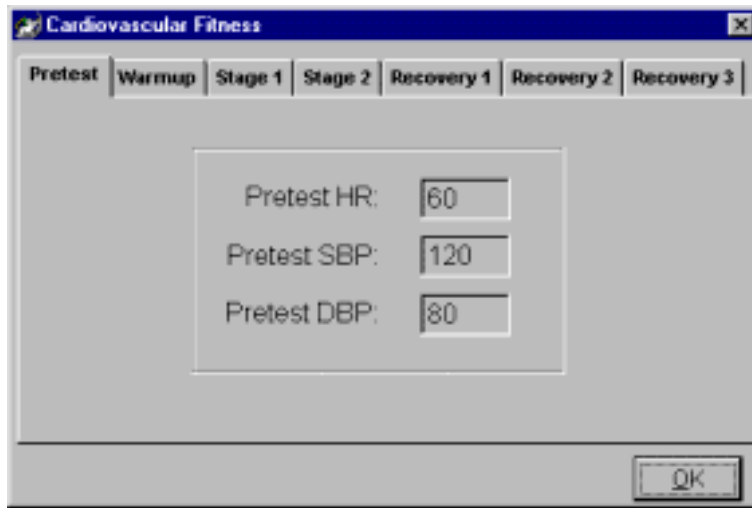 Cardiovascular Fitness
Pretest Warmup Stage 1 Stage 2 Recovery 1 Recovery 2 Recovery 3
Pretest HR: 60
Pretest SBP: 120
Pretest DBP: 80
OK